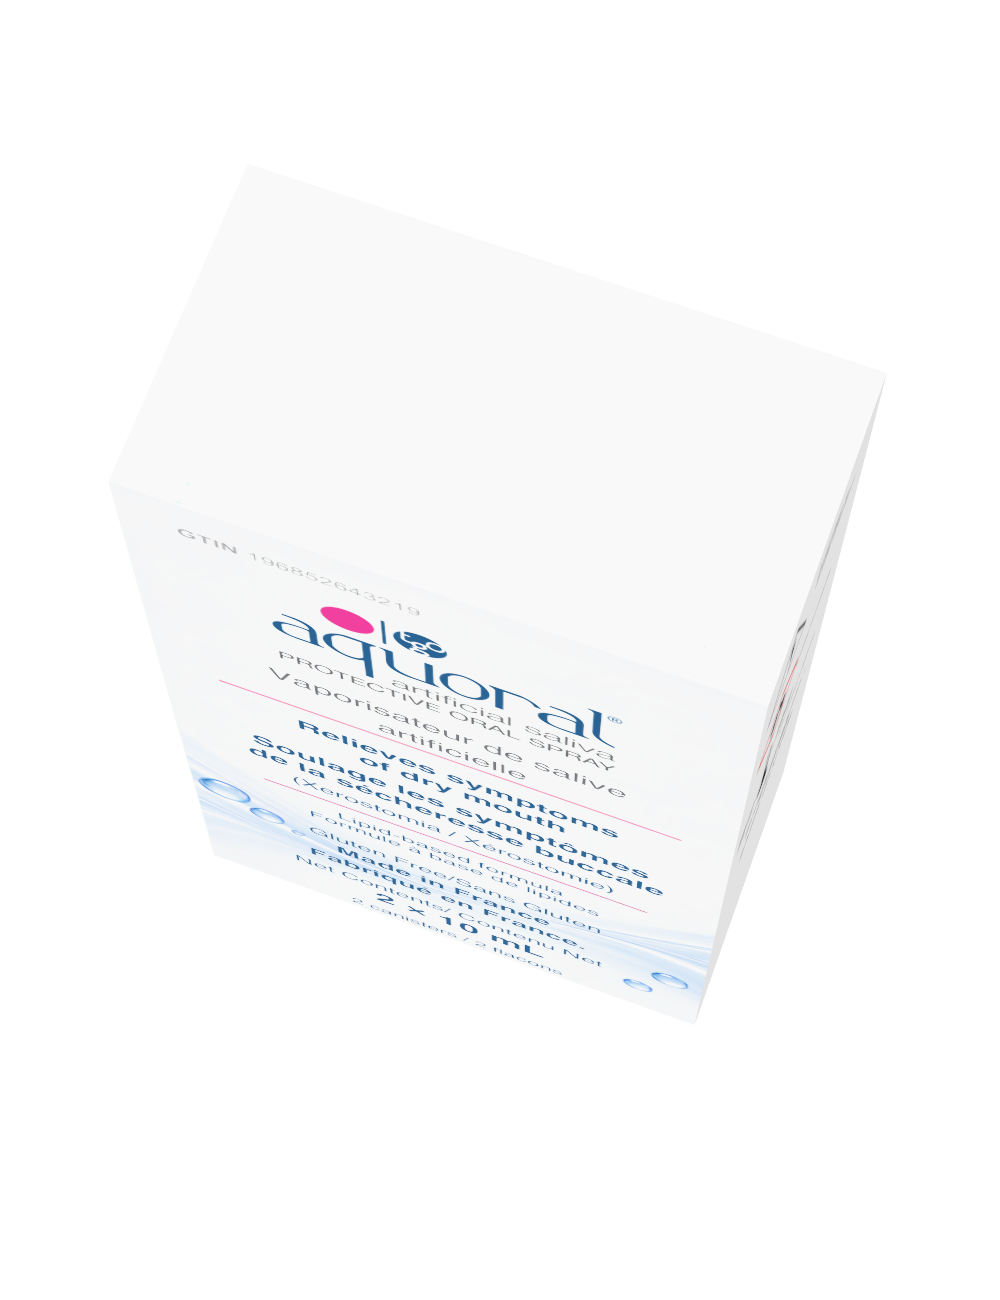 GTIN 196852643219
aquoral®
artificial saliva
PROTECTIVE ORAL SPRAY
Vaporisateur de salive
artificielle
Relieves symptoms
of dry mouth
Soulage les symptômes
de la sécheresse buccale
(Xerostomia / Xérostomie)
Lipid-based formula
Formule à base de lipides
Gluten Free/Sans Gluten
Made in France
Fabriqué en France.
Net Contents/ Contenu Net
2 x 10 mL
2 canisters / 2 flacons